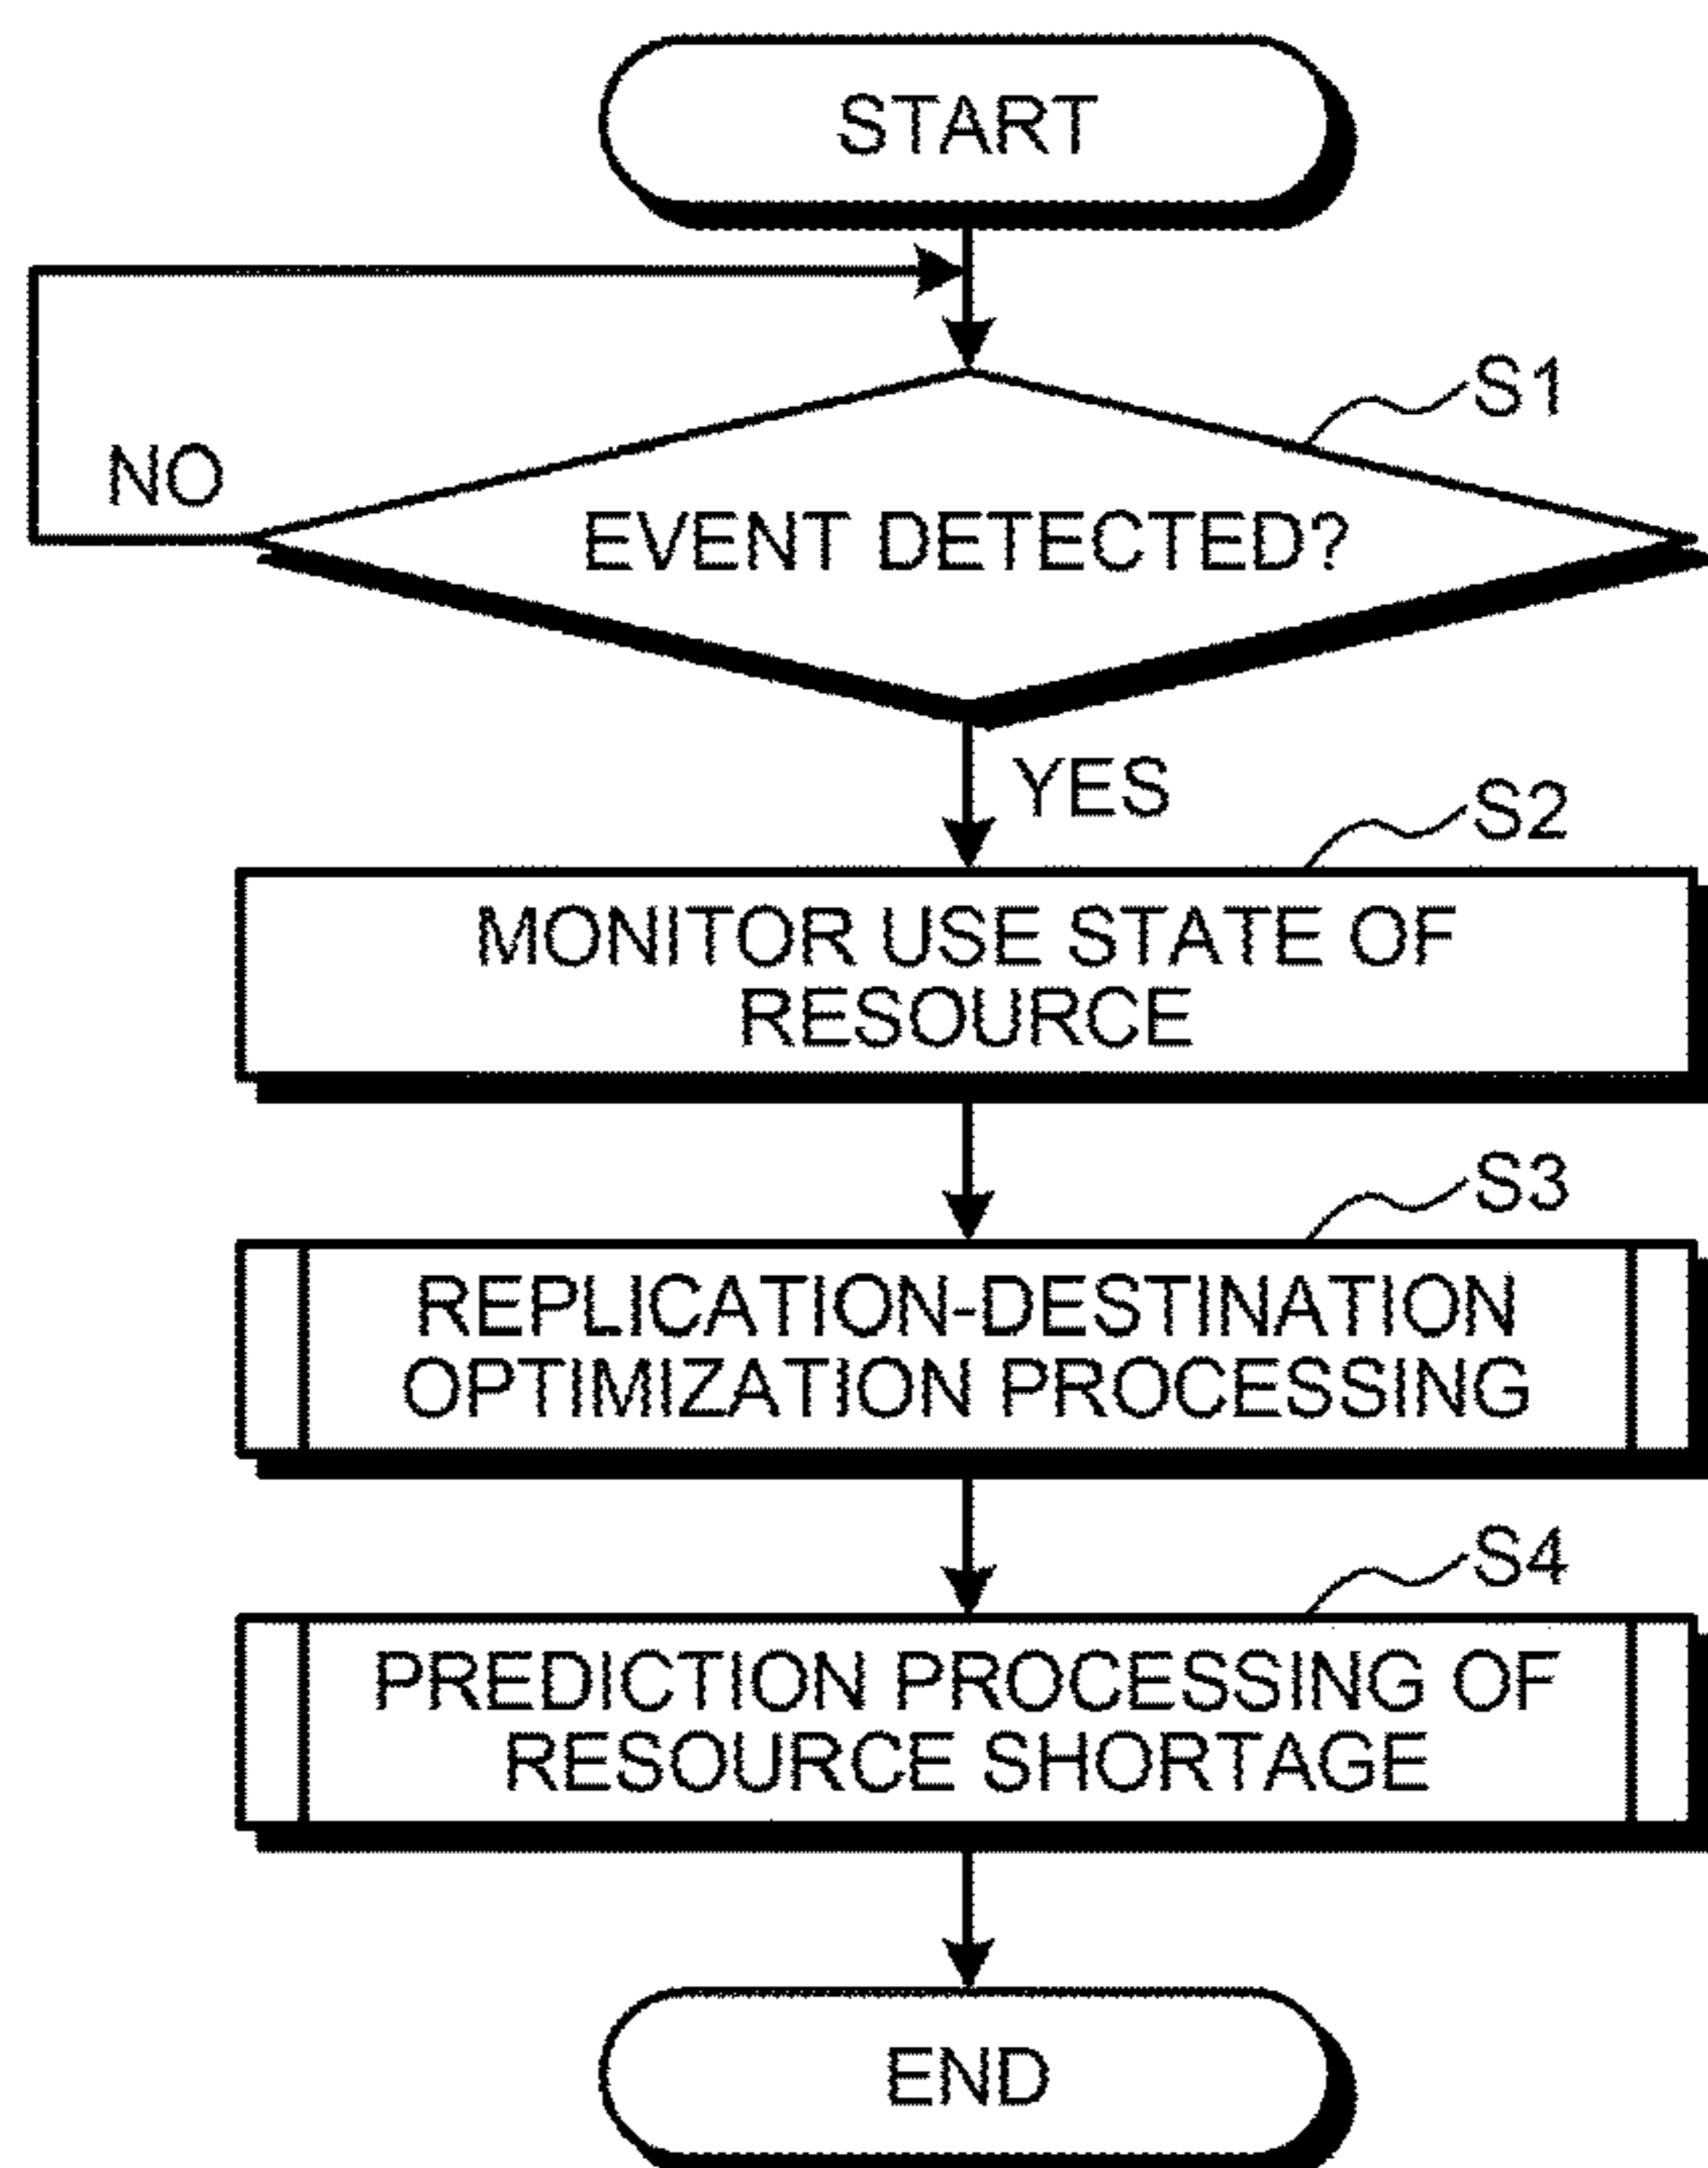 START
S1
NO
EVENT DETECTED?
YES
S2
MONITOR USE STATE OF
RESOURCE
S3
REPLICATION-DESTINATION
OPTIMIZATION PROCESSING
S4
PREDICTION PROCESSING OF
RESOURCE SHORTAGE
END